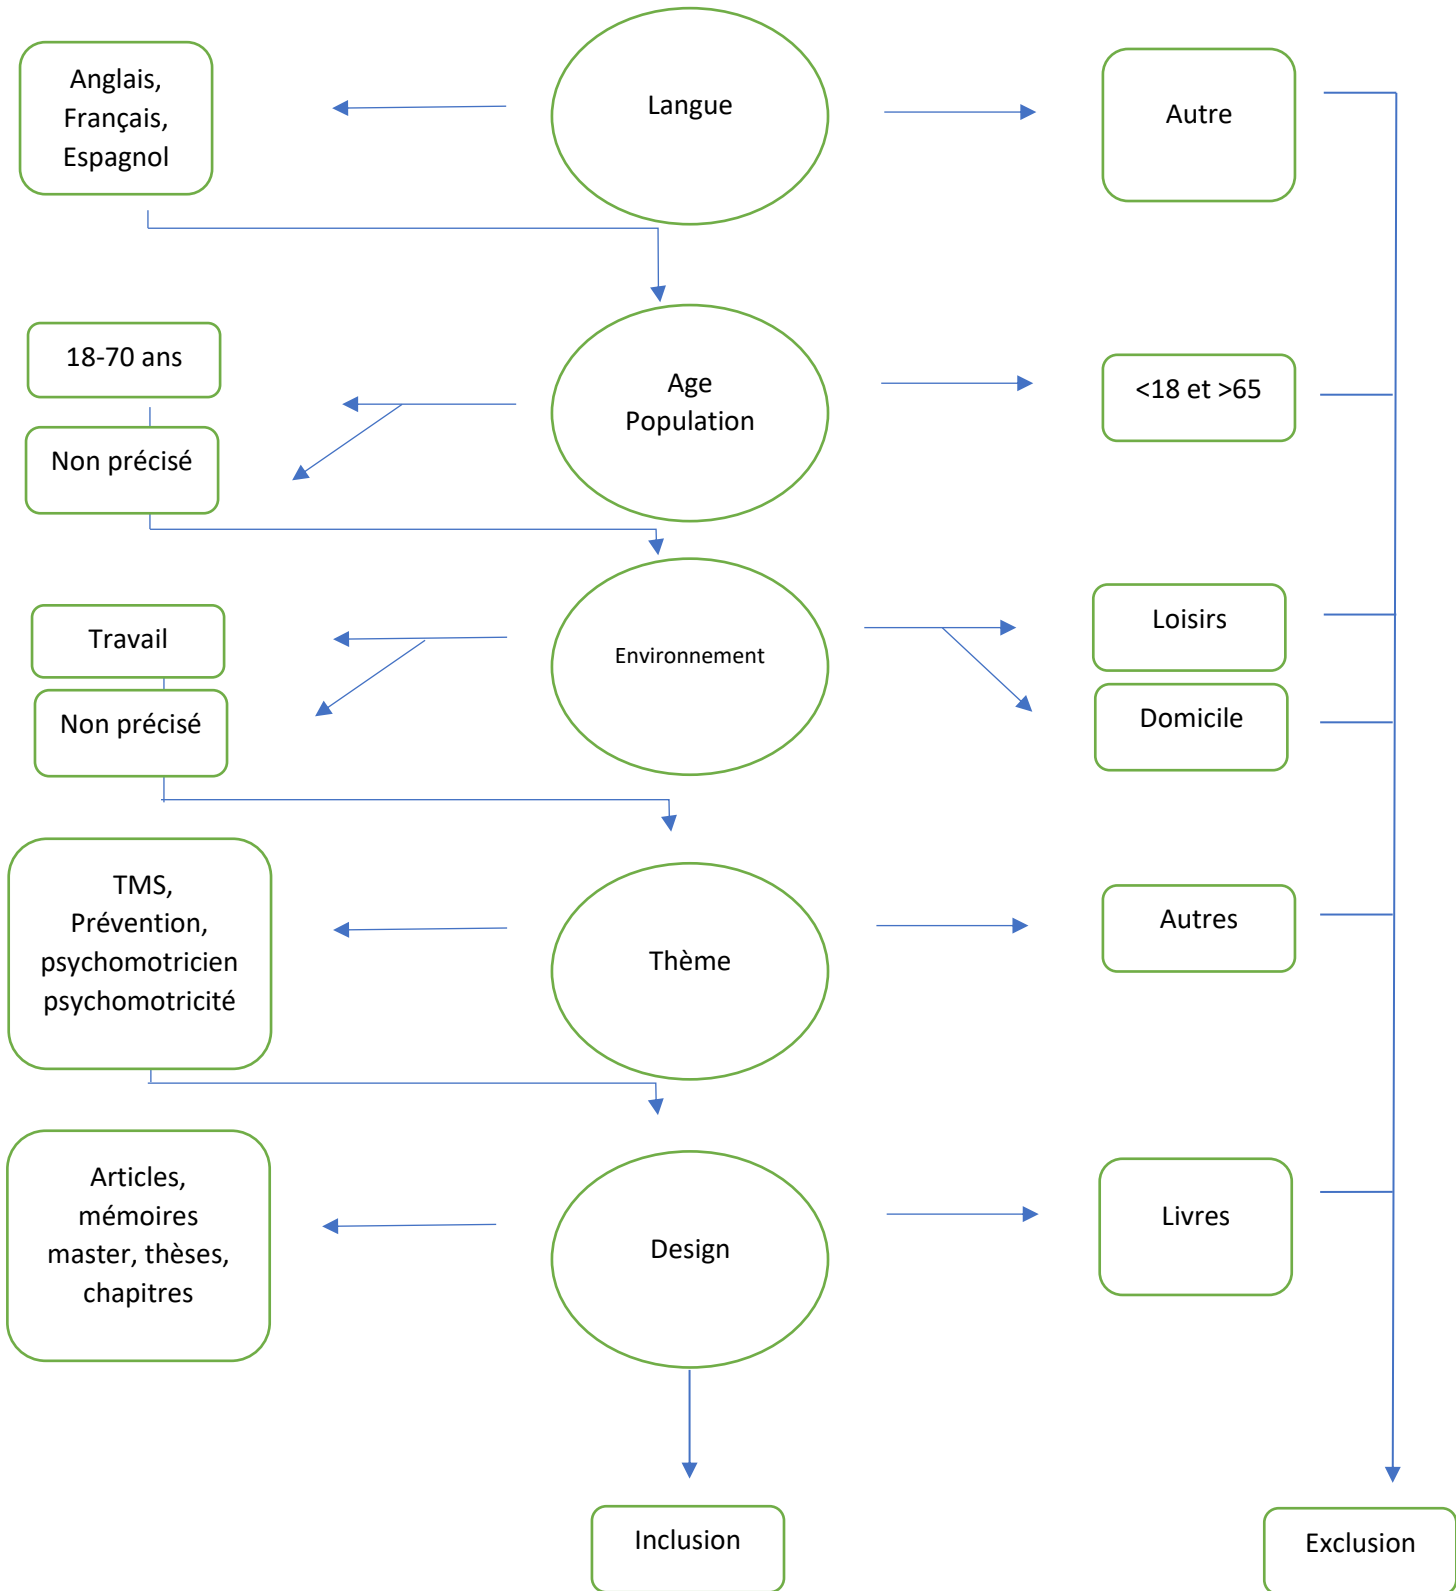 Anglais,
Français,
Espagnol
Langue
Autre
18-70 ans
Non précisé
Age
Population
<18 et >65
Travail
Non précisé
Environnement
Loisirs
Domicile
TMS,
Prévention,
psychomotricien
psychomotricité
Thème
Autres
Articles,
mémoires
master, thèses,
chapitres
Design
Livres
Inclusion
Exclusion